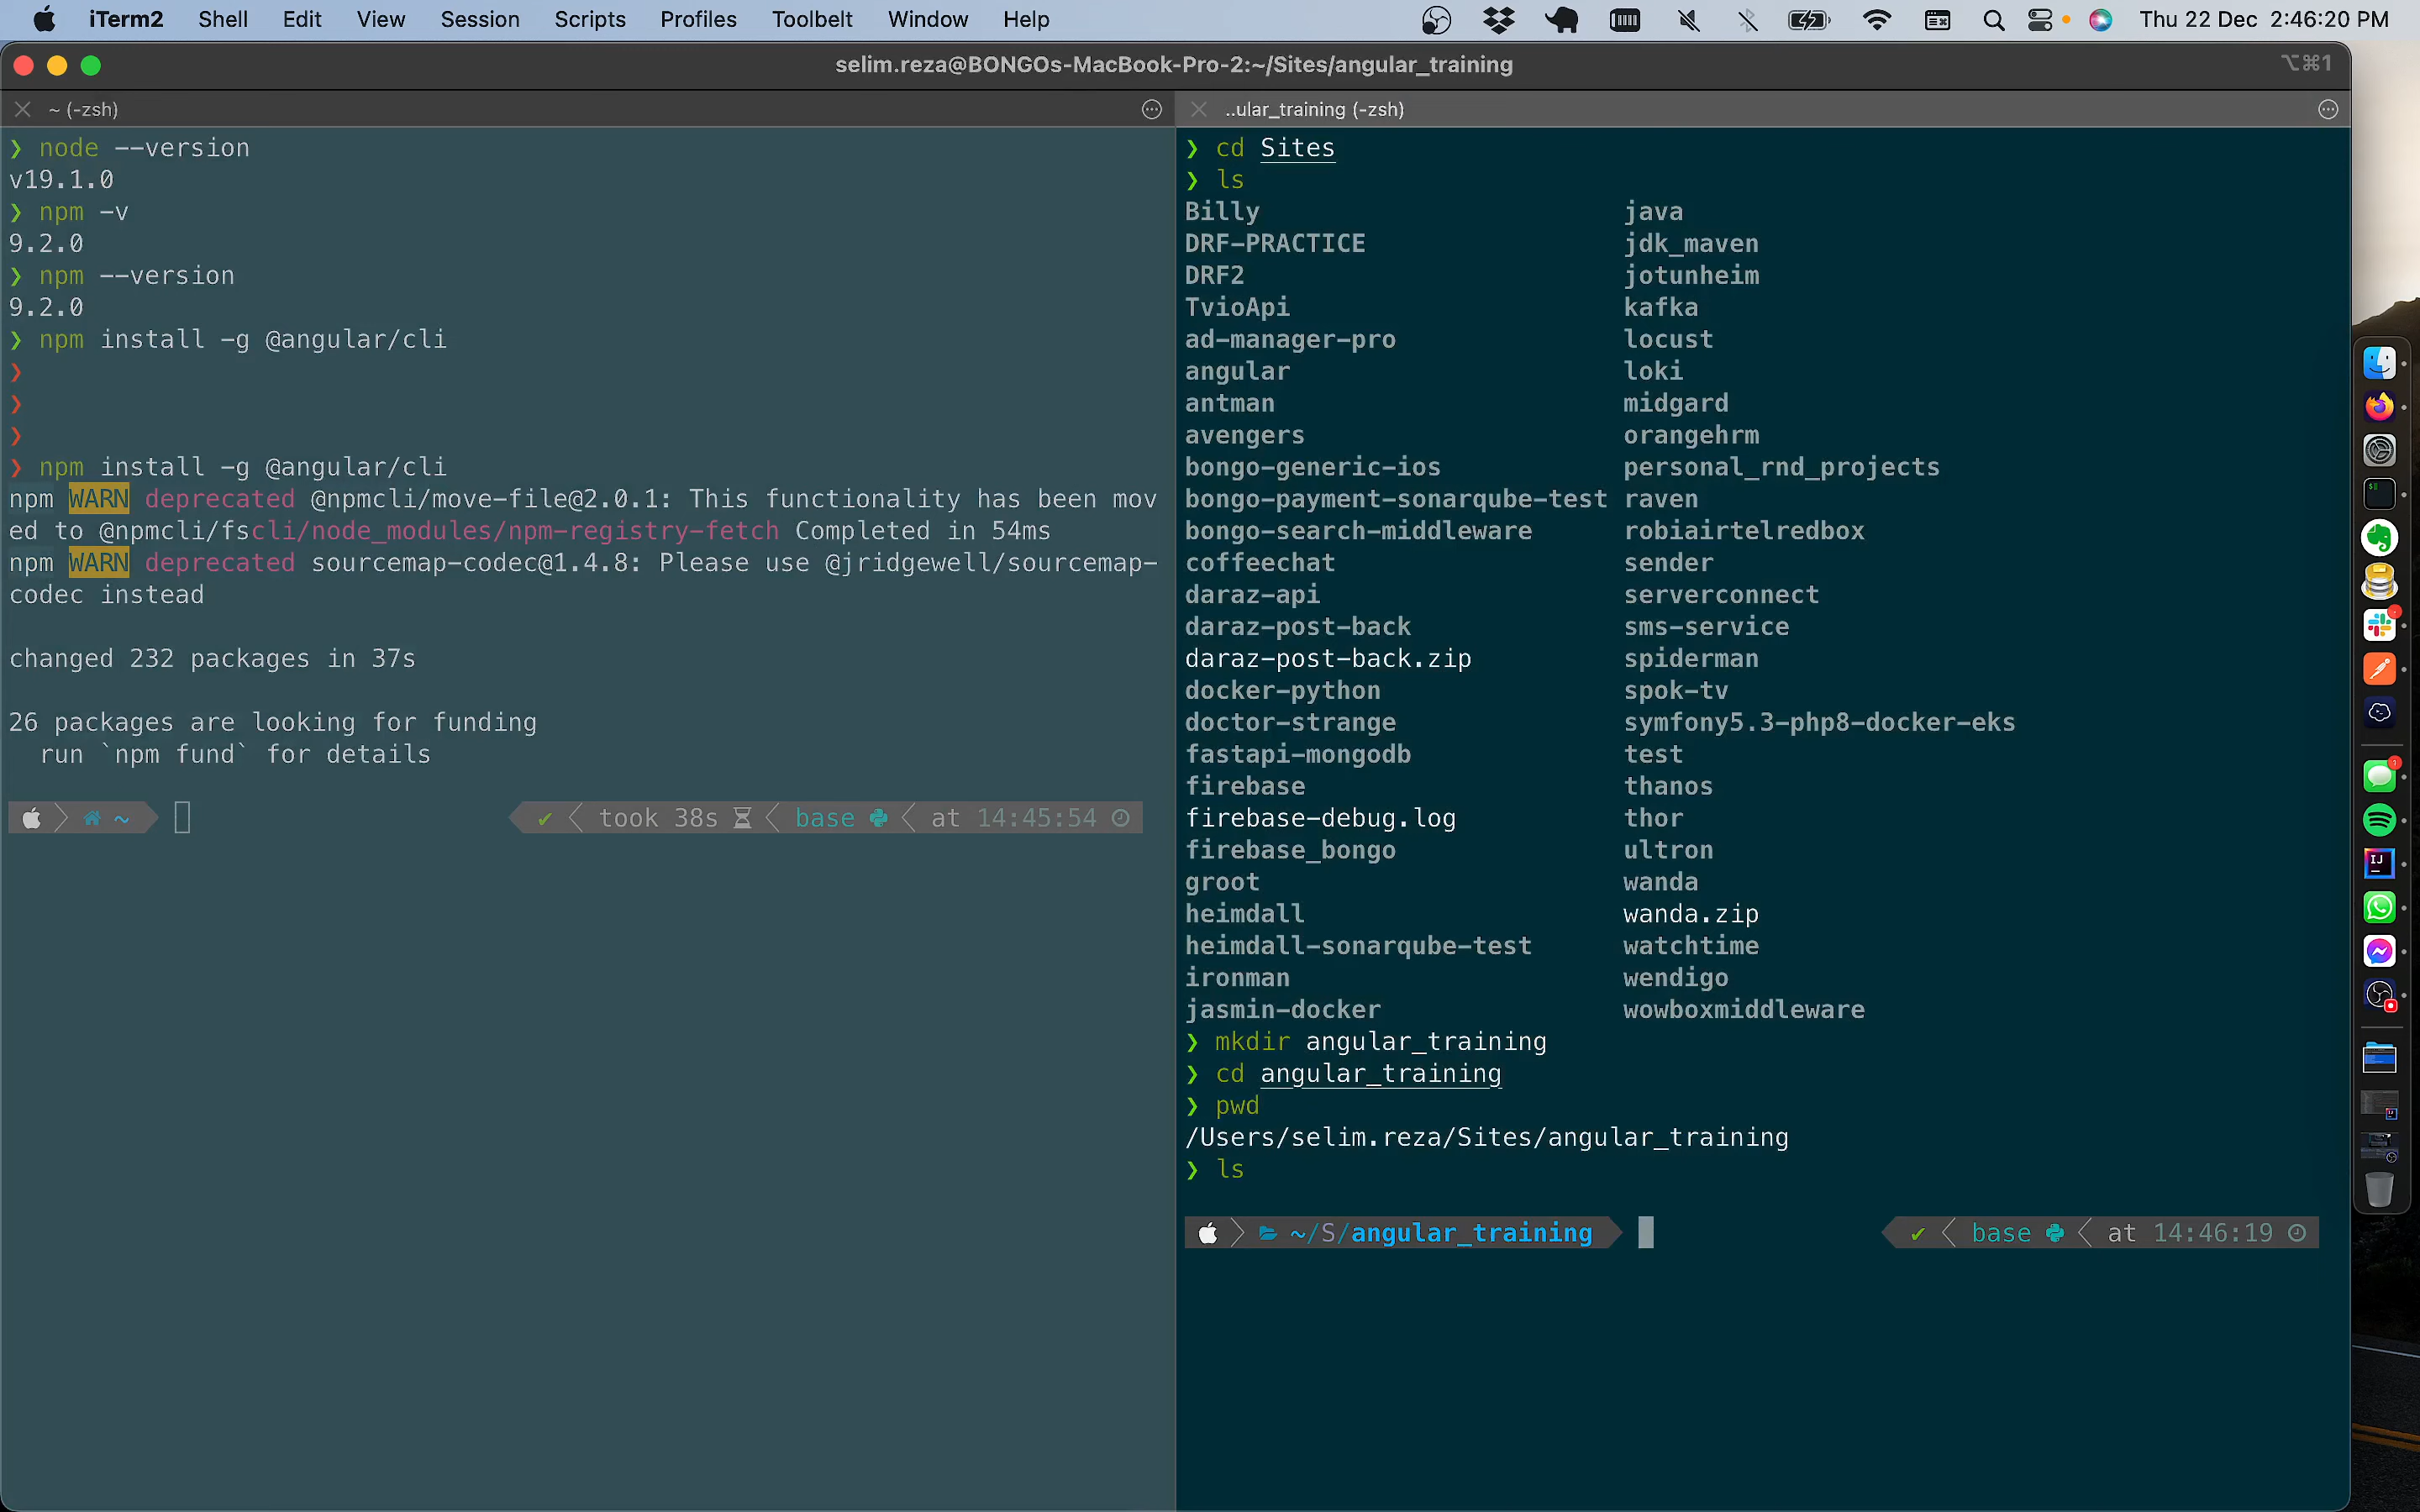 iTerm2 Shell Edit View Session Scripts Profiles Toolbelt Window Help Thu 22 Dec 2:46:20 PM
selim.reza@BONGOs-MacBook-Pro-2:~/Sites/angular_training ⌥⌘1
~ (-zsh)
❯ node --version
v19.1.0
❯ npm -v
9.2.0
❯ npm --version
9.2.0
❯ npm install -g @angular/cli
❯
❯
❯
❯ npm install -g @angular/cli
npm WARN deprecated @npmcli/move-file@2.0.1: This functionality has been mov
ed to @npmcli/fscli/node_modules/npm-registry-fetch Completed in 54ms
npm WARN deprecated sourcemap-codec@1.4.8: Please use @jridgewell/sourcemap-
codec instead
changed 232 packages in 37s
26 packages are looking for funding
run `npm fund` for details
~ ✔ took 38s base at 14:45:54
..ular_training (-zsh)
❯ cd Sites
❯ ls
Billy java
DRF-PRACTICE jdk_maven
DRF2 jotunheim
TvioApi kafka
ad-manager-pro locust
angular loki
antman midgard
avengers orangehrm
bongo-generic-ios personal_rnd_projects
bongo-payment-sonarqube-test raven
bongo-search-middleware robiairtelredbox
coffeechat sender
daraz-api serverconnect
daraz-post-back sms-service
daraz-post-back.zip spiderman
docker-python spok-tv
doctor-strange symfony5.3-php8-docker-eks
fastapi-mongodb test
firebase thanos
firebase-debug.log thor
firebase_bongo ultron
groot wanda
heimdall wanda.zip
heimdall-sonarqube-test watchtime
ironman wendigo
jasmin-docker wowboxmiddleware
❯ mkdir angular_training
❯ cd angular_training
❯ pwd
/Users/selim.reza/Sites/angular_training
❯ ls
~/S/angular_training ✔ base at 14:46:19